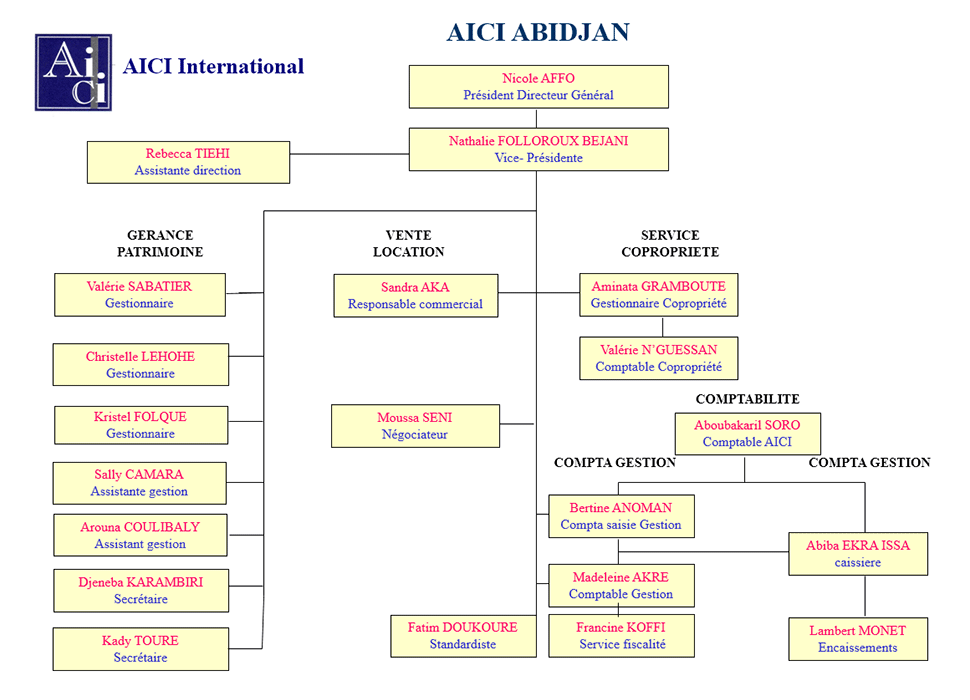 AICI ABIDJAN
Ai
Ci
AICI International
Nicole AFFO
Président Directeur Général
Nathalie FOLLOROUX BEJANI
Vice- Présidente
Rebecca TIEHI
Assistante direction
GERANCE
PATRIMOINE
Valérie SABATIER
Gestionnaire
Christelle LEHOHE
Gestionnaire
Kristel FOLQUE
Gestionnaire
Sally CAMARA
Assistante gestion
Arouna COULIBALY
Assistant gestion
Djeneba KARAMBIRI
Secrétaire
Kady TOURE
Secrétaire
VENTE
LOCATION
Sandra AKA
Responsable commercial
Moussa SENI
Négociateur
Fatim DOUKOURE
Standardiste
SERVICE
COPROPRIETE
Aminata GRAMBOUTE
Gestionnaire Copropriété
Valérie N’GUESSAN
Comptable Copropriété
COMPTABILITE
Aboubakaril SORO
Comptable AICI
COMPTA GESTION
Bertine ANOMAN
Compta saisie Gestion
Madeleine AKRE
Comptable Gestion
Francine KOFFI
Service fiscalité
COMPTA GESTION
Abiba EKRA ISSA
caissiere
Lambert MONET
Encaissements